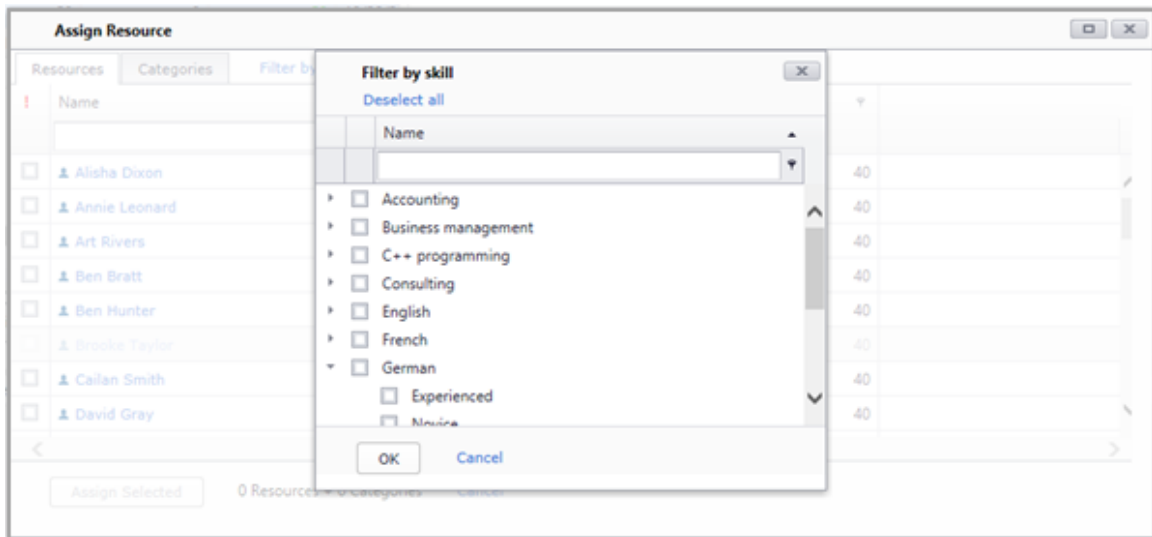 Assign Resource
Resources Categories Filter by
! Name
Alisha Dixon 40
Annie Leonard 40
Art Rivers 40
Ben Bratt 40
Ben Hunter 40
Brooke Taylor 40
Cailan Smith 40
David Gray 40
Assign Selected 0 Resources + 0 Categories Cancel
Filter by skill
Deselect all
Name
Accounting
Business management
C++ programming
Consulting
English
French
German
Experienced
Novice
OK Cancel